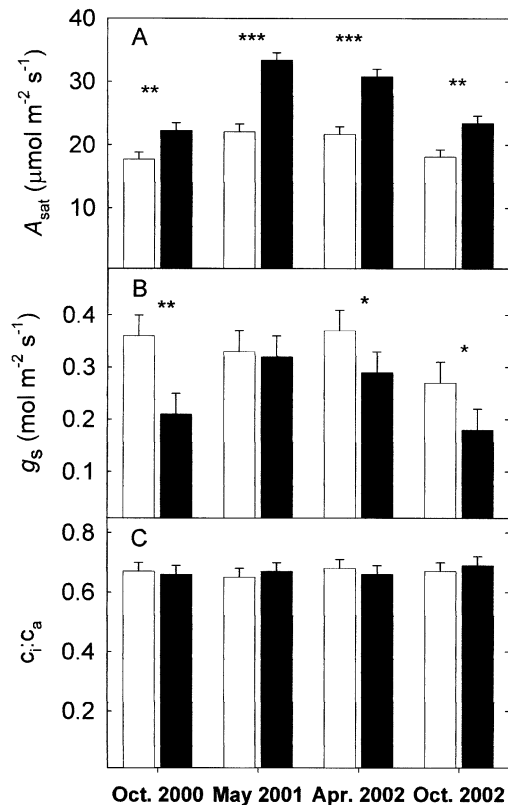 A
40
30
20
10
A_sat (μmol m⁻² s⁻¹)
** *** *** **
B
0.4
0.3
0.2
0.1
g_s (mol m⁻² s⁻¹)
** * *
C
0.8
0.6
0.4
0.2
c_i:c_a
Oct. 2000 May 2001 Apr. 2002 Oct. 2002